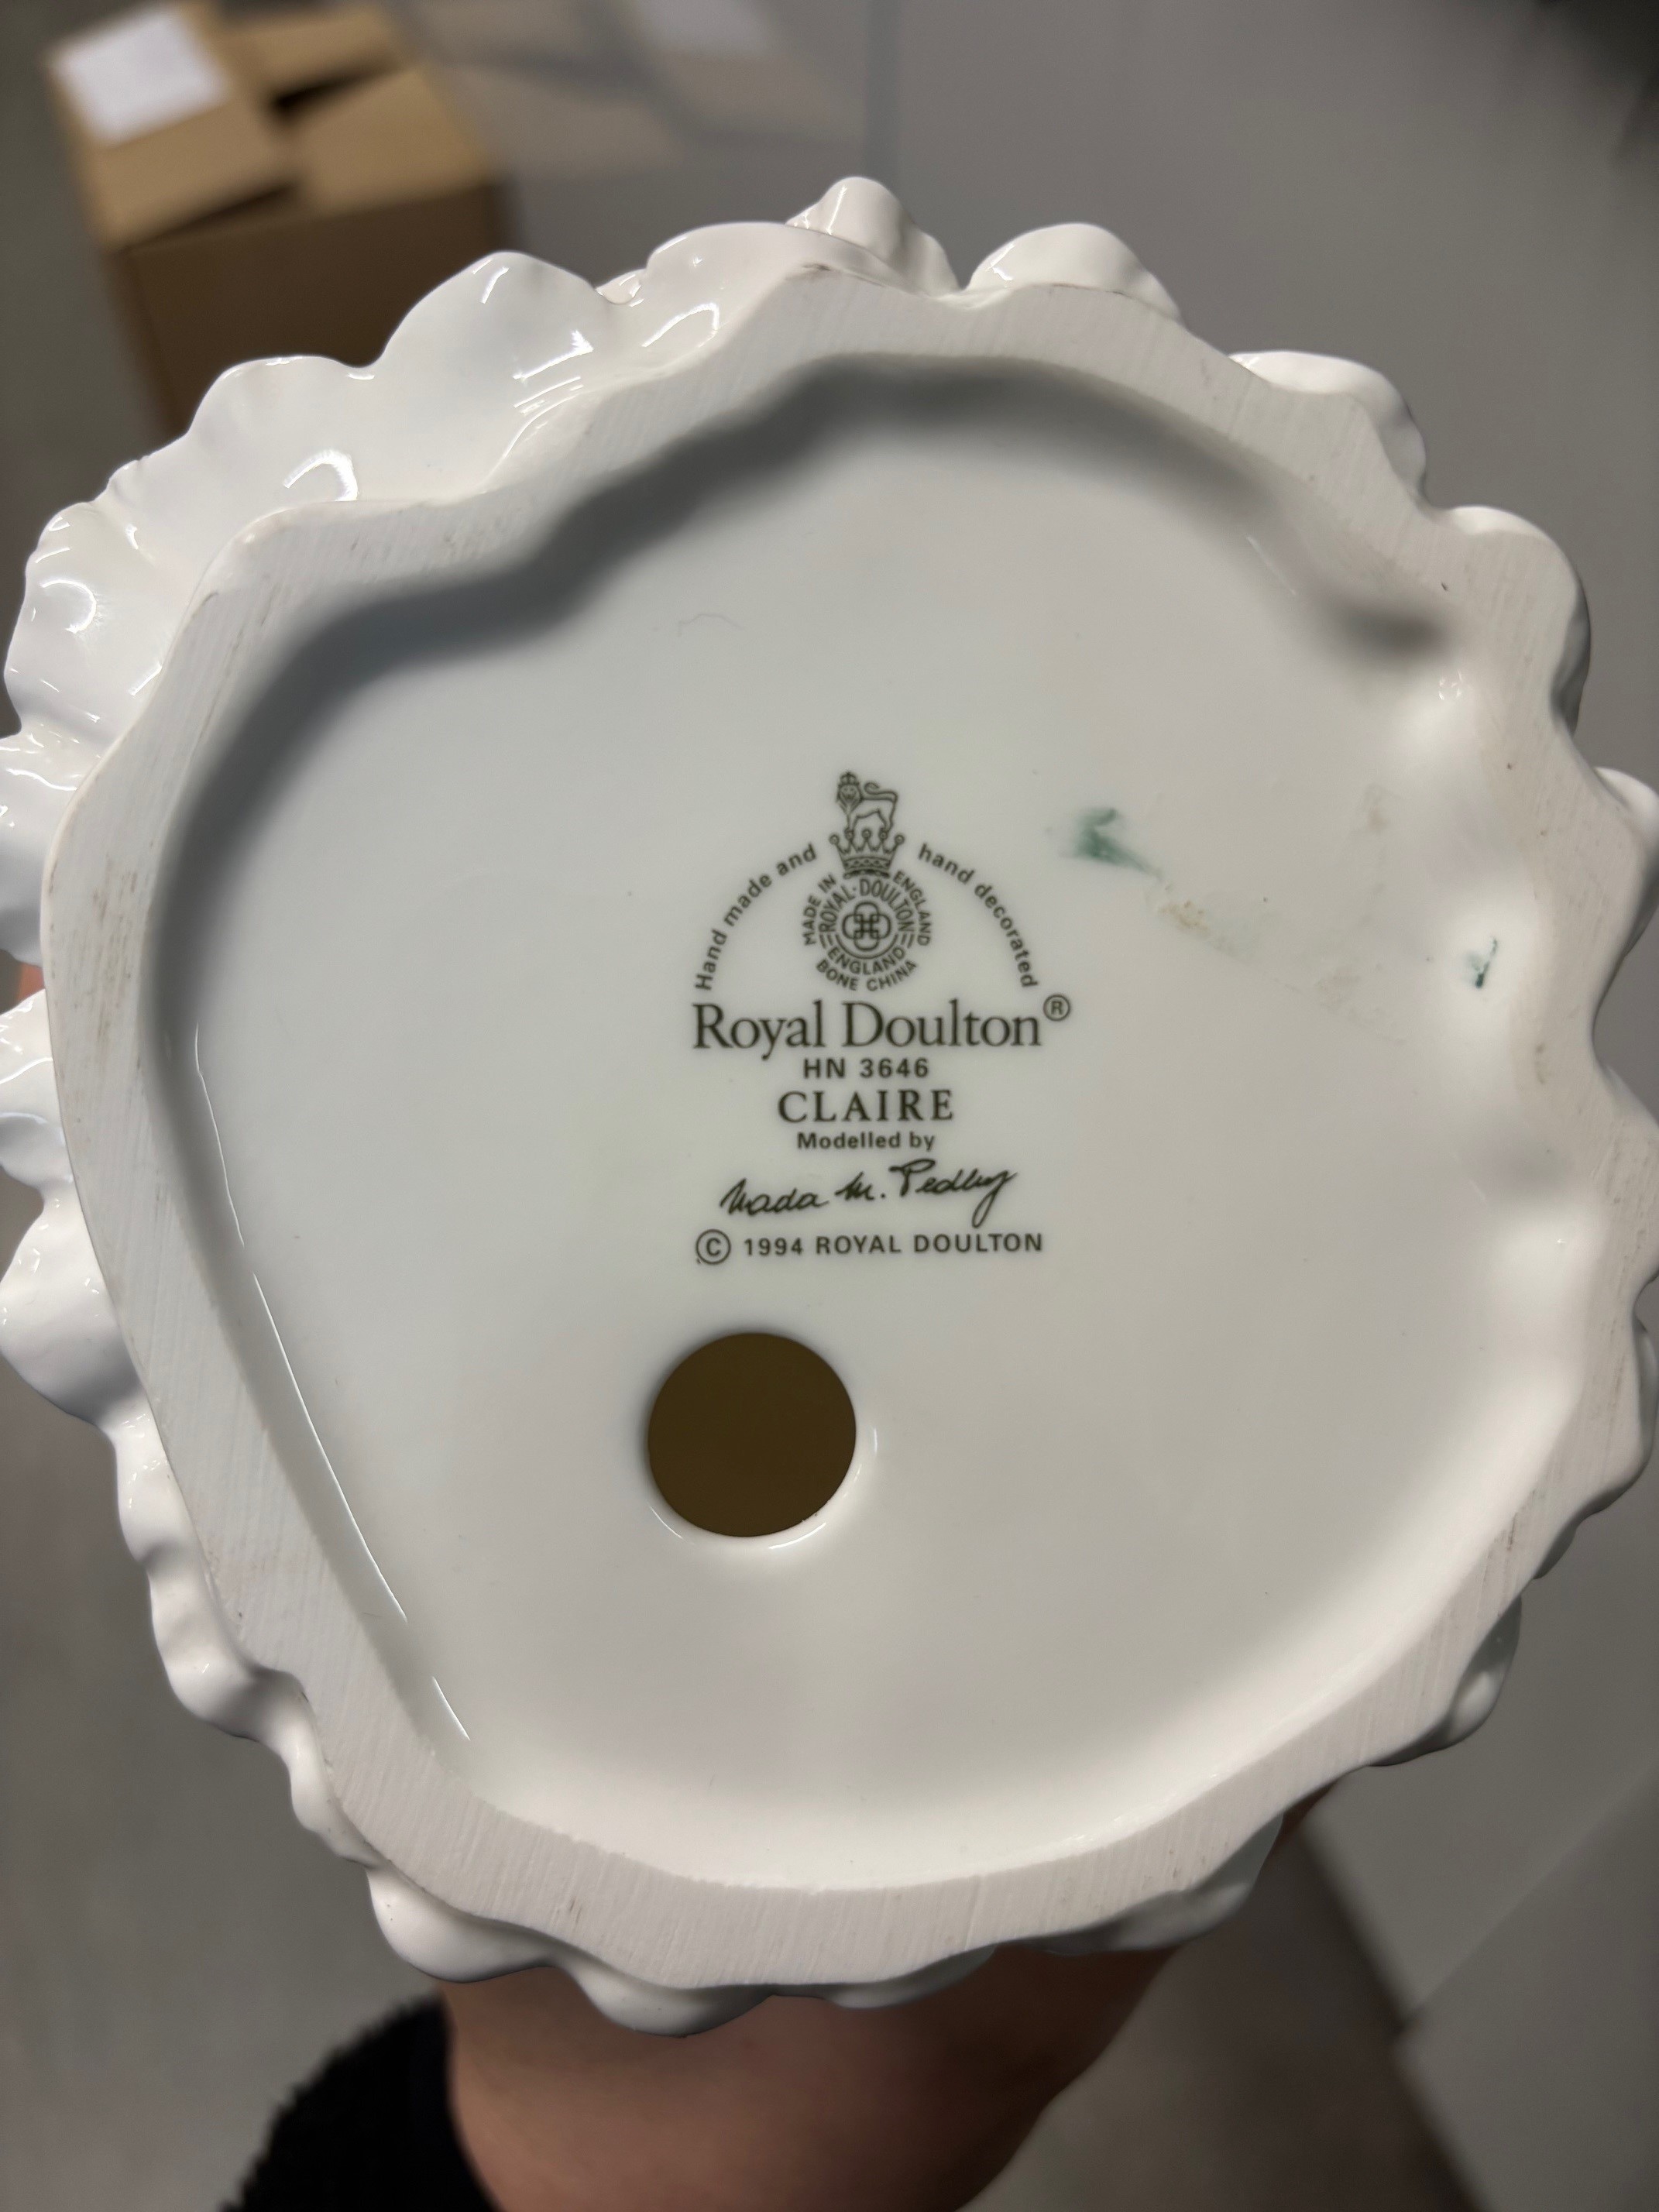 Hand made and hand decorated
MADE IN ENGLAND
ROYAL · DOULTON
ENGLAND
BONE CHINA
Royal Doulton®
HN 3646
CLAIRE
Modelled by
Nada M. Pedley
© 1994 ROYAL DOULTON